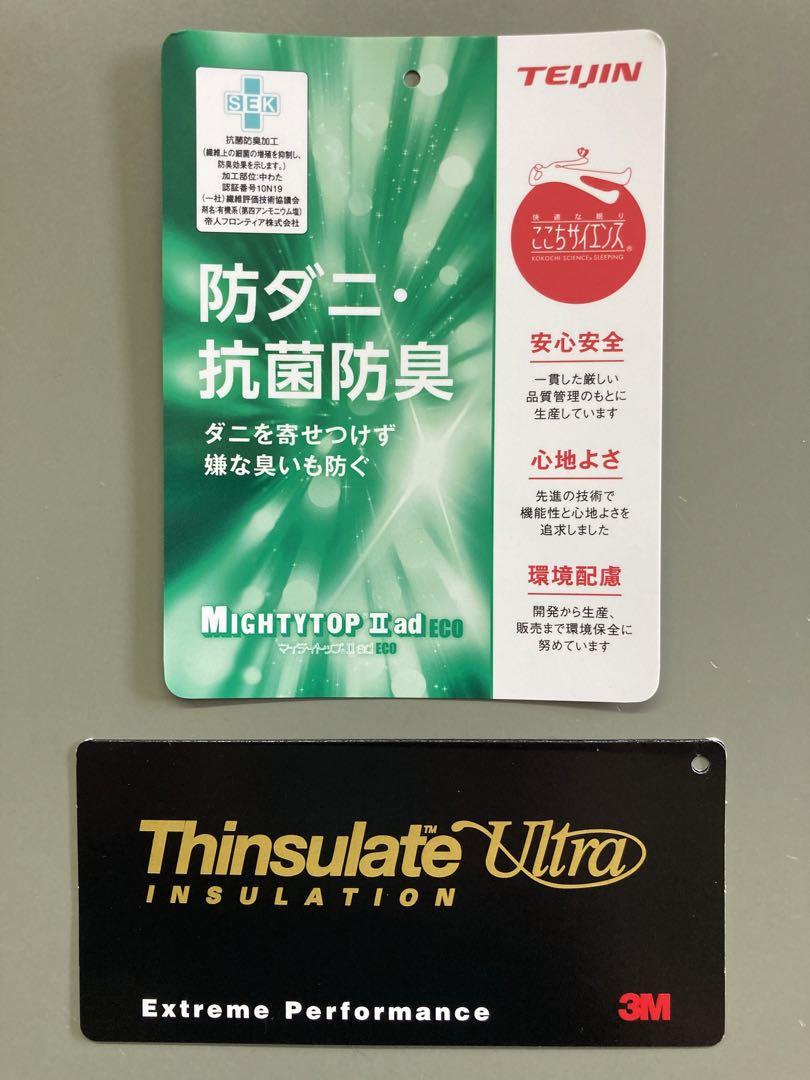 SEK
抗菌防臭加工
(繊維上の細菌の増殖を抑制し、
防臭効果を示します。)
加工部位:中わた
認証番号10N19
(一社)繊維評価技術協議会
剤名:有機系(第四アンモニウム塩)
帝人フロンティア株式会社
防ダニ・
抗菌防臭
ダニを寄せつけず
嫌な臭いも防ぐ
MIGHTYTOP II ad ECO
マイティトップ®II ad ECO
TEIJIN
快適な眠り
ここちサイエンス®
KOKOCHI SCIENCE® SLEEPING
安心安全
一貫した厳しい
品質管理のもとに
生産しています
心地よさ
先進の技術で
機能性と心地よさを
追求しました
環境配慮
開発から生産、
販売まで環境保全に
努めています
Thinsulate™ Ultra
INSULATION
Extreme Performance
3M